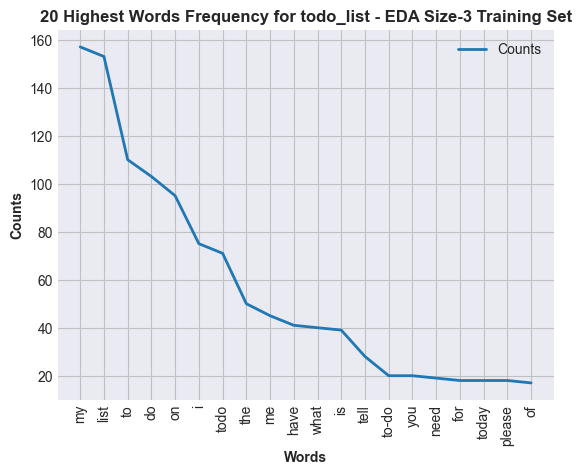 20 Highest Words Frequency for todo_list - EDA Size-3 Training Set
Counts
Counts
160
140
120
100
80
60
40
20
my
list
to
do
on
i
todo
the
me
have
what
is
tell
to-do
you
need
for
today
please
of
Words